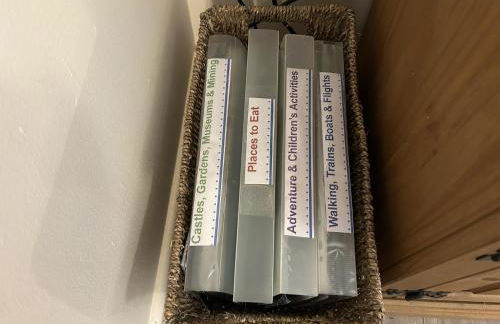 Castles, Gardens, Museums & Mining
Places to Eat
Adventure & Children's Activities
Walking, Trains, Boats & Flights